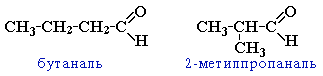 CH₃-CH₂-CH₂-C
O
H
CH₃-CH-C
O
H
CH₃
бутаналь
2-метилпропаналь